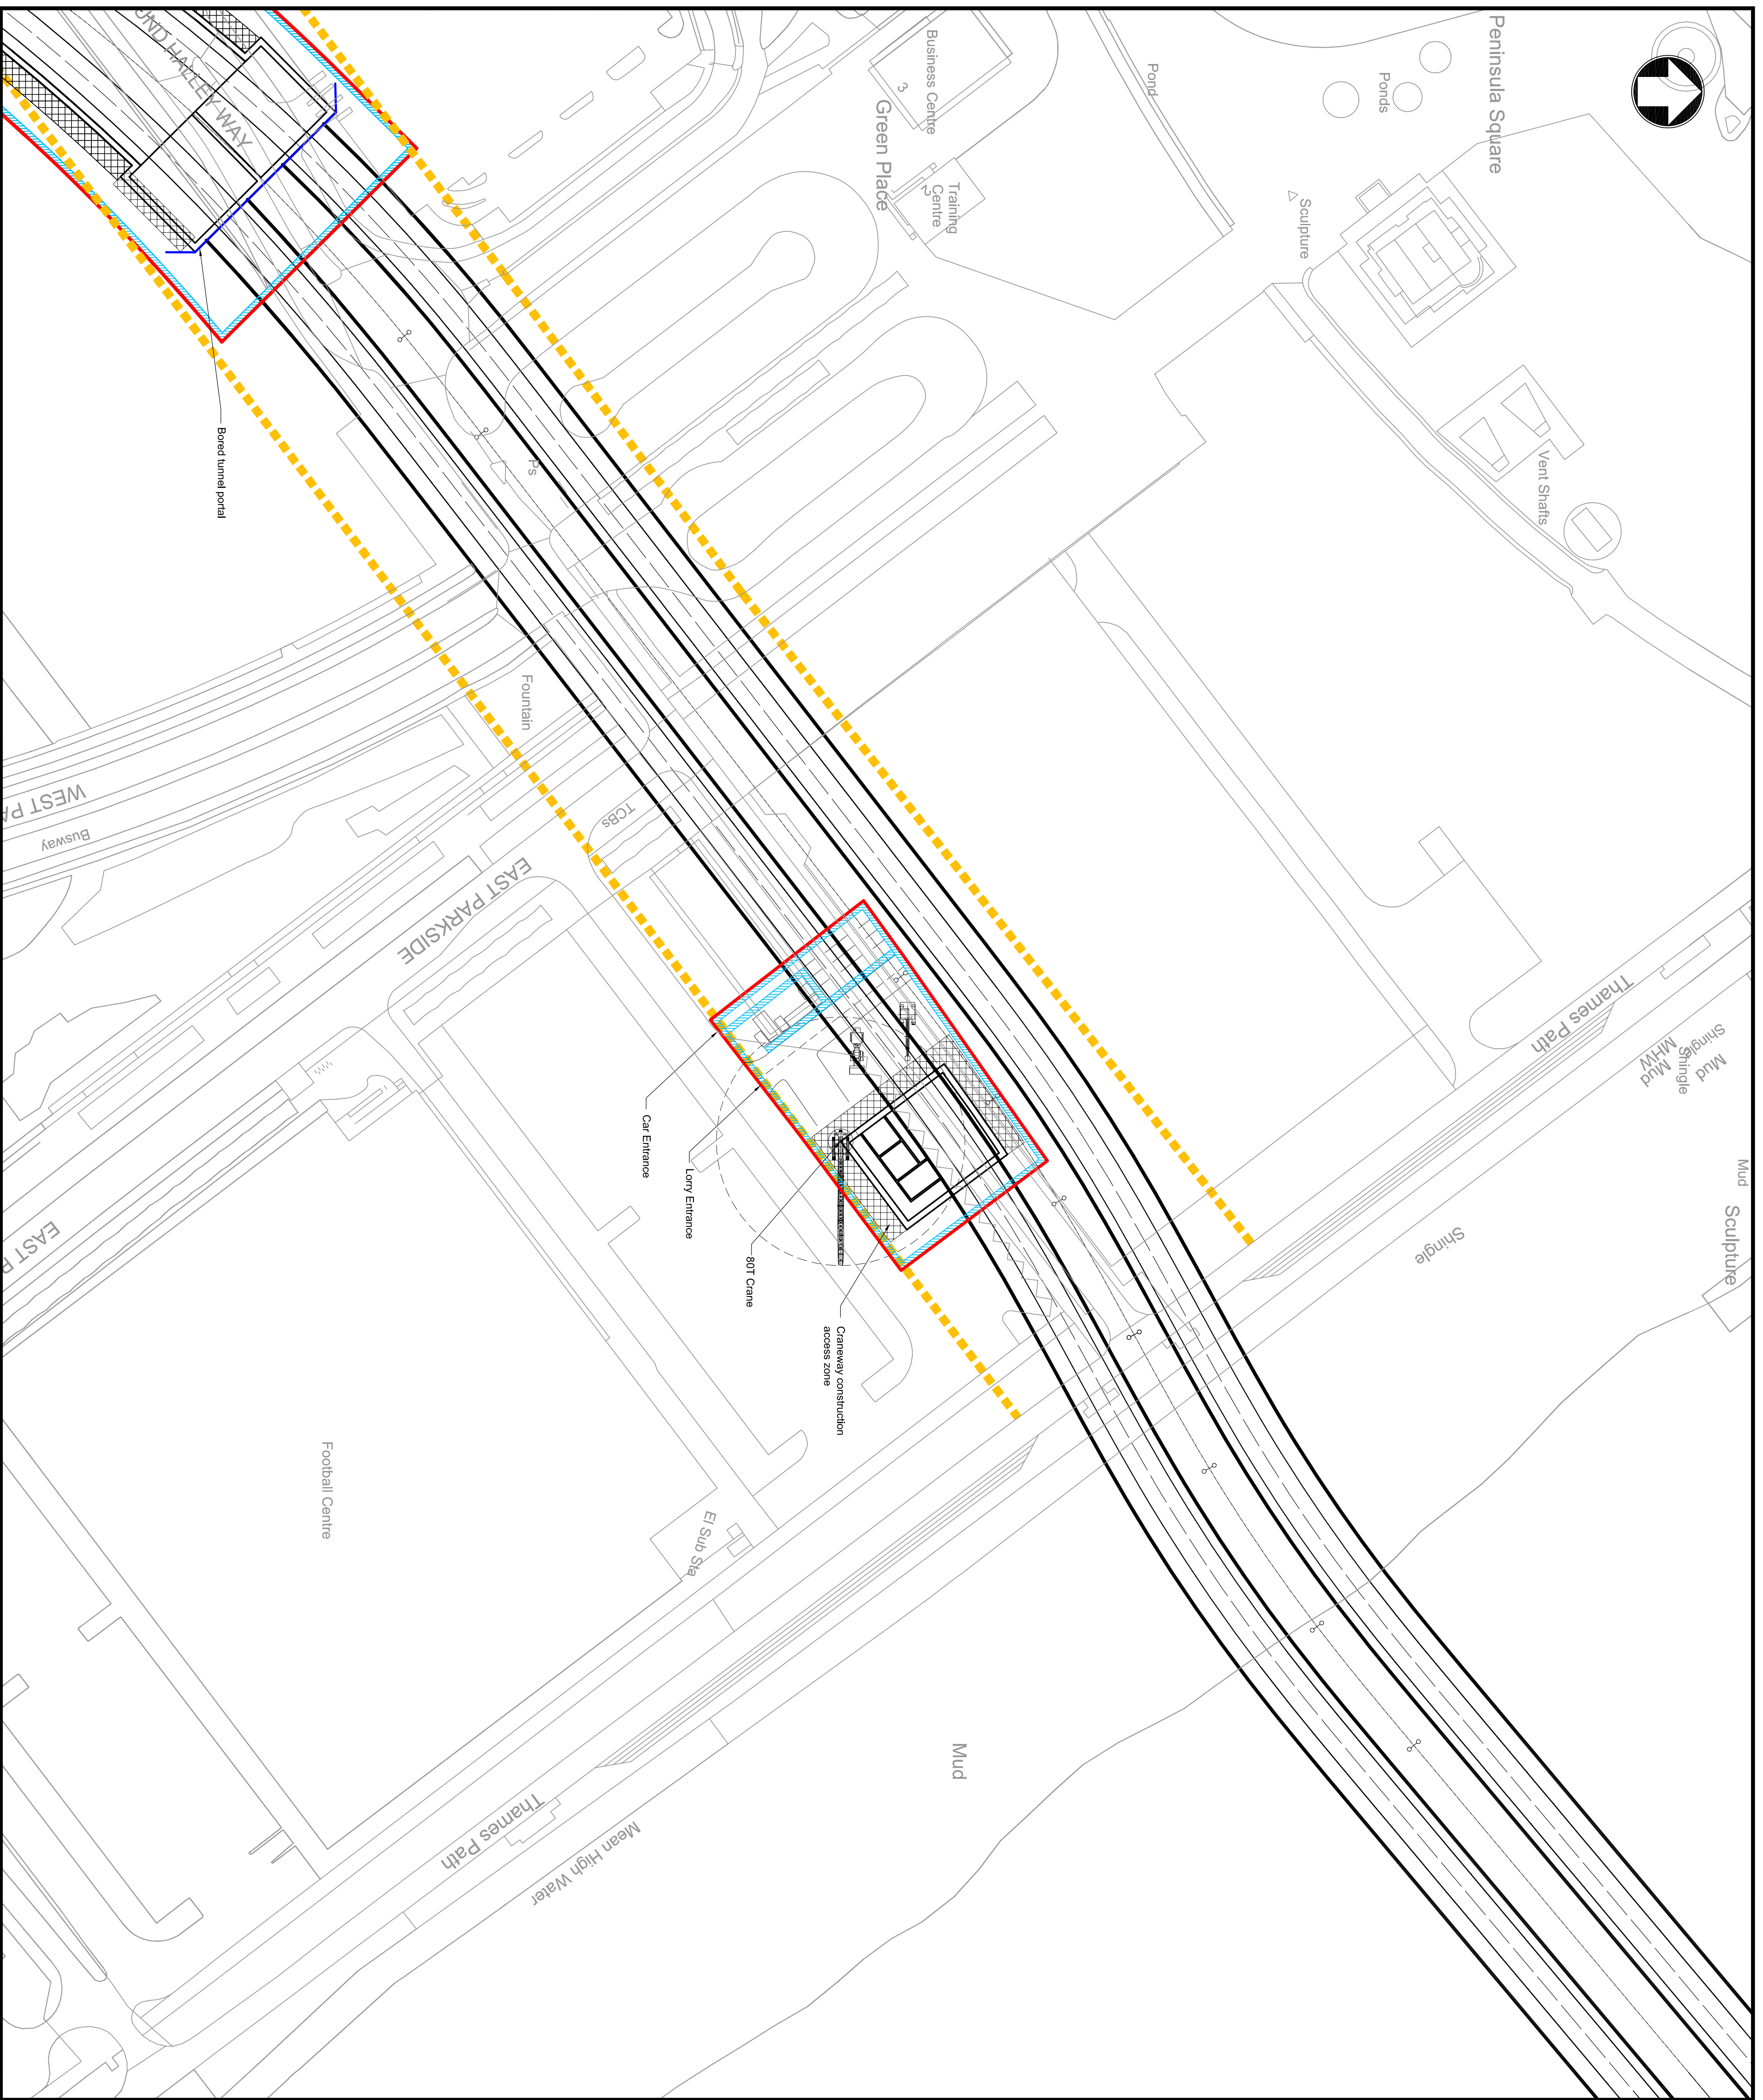 Peninsula Square
Ponds
Pond
Business Centre
3
Green Place
Training
Centre
2
Sculpture
Vent Shafts
UND HALLEY WAY
Bored tunnel portal
Ps
Fountain
TCBs
WEST PA
Busway
EAST PARKSIDE
EAST P
Thames Path
Shingle
Mud
Shingle
MHW
Mud
Mud
Sculpture
Shingle
Car Entrance
Lorry Entrance
80T Crane
Craneway construction
access zone
Football Centre
El Sub Sta
Mud
Thames Path
Mean High Water